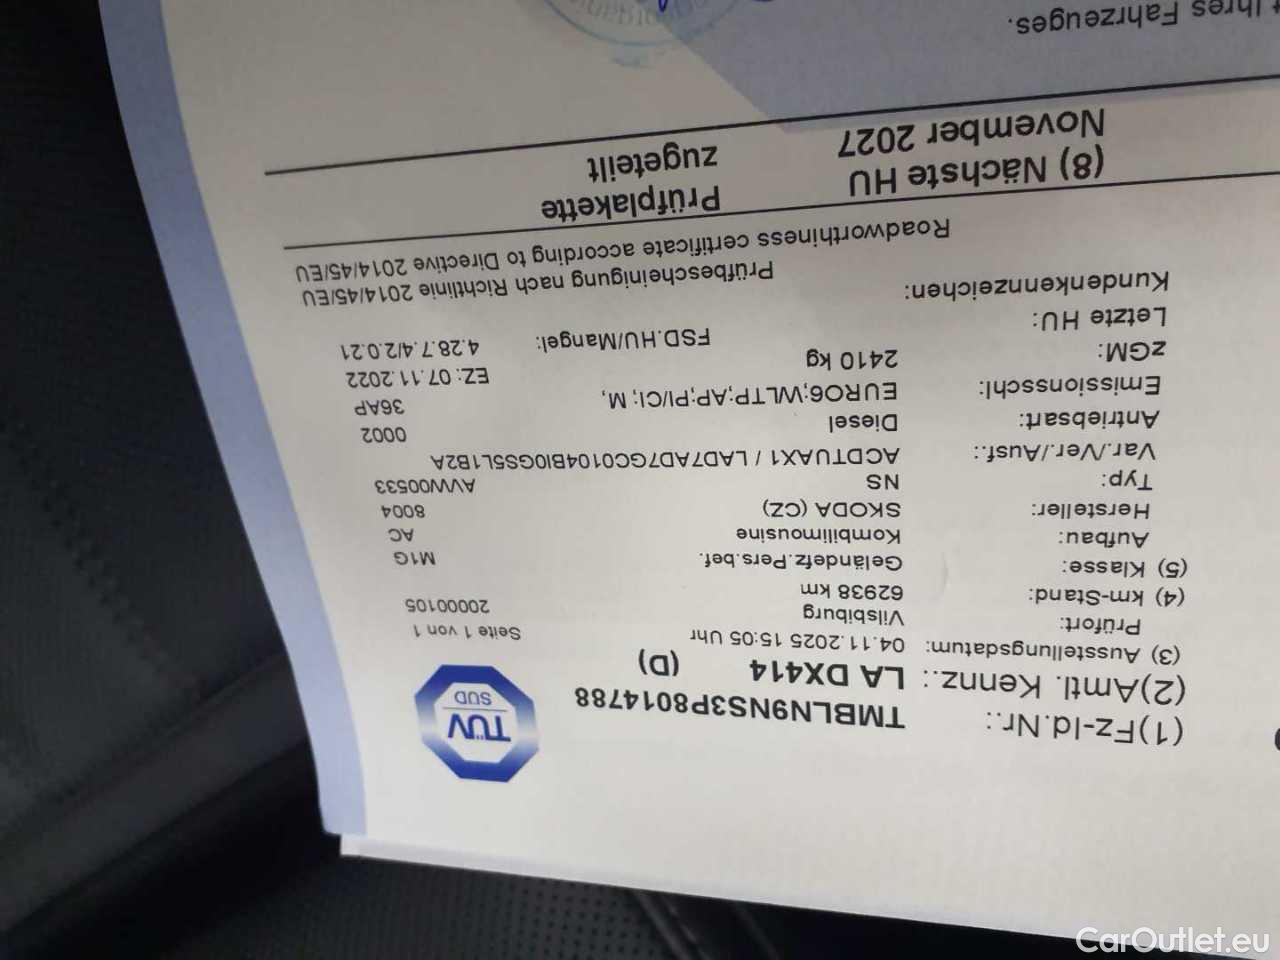 TÜV
SÜD
(1)Fz-Id.Nr.: TMBLN9NS3P8014788
(2)Amtl. Kennz.: LA DX414 (D)
Seite 1 von 1
(3) Ausstellungsdatum: 04.11.2025 15:05 Uhr
Prüfort: Vilsbiburg 20000105
(4) km-Stand: 62938 km
(5) Klasse: Geländefz.Pers.bef. M1G
Aufbau: Kombilimousine AC
Hersteller: SKODA (CZ) 8004
Typ: NS AVW00533
Var./Ver./Ausf.: ACDTUAX1 / LAD7AD7GC0104BI0GS5L1B2A
Antriebsart: Diesel 0002
Emissionsschl: EURO6;WLTP;AP;PI/CI; M, 36AP
zGM: 2410 kg EZ: 07.11.2022
Letzte HU: FSD.HU/Mangel: 4.28.7.4/2.0.21
Kundenkennzeichen:
Prüfbescheinigung nach Richtlinie 2014/45/EU
Roadworthiness certificate according to Directive 2014/45/EU
(8) Nächste HU Prüfplakette
November 2027 zugeteilt
Ihres Fahrzeuges.
CarOutlet.eu